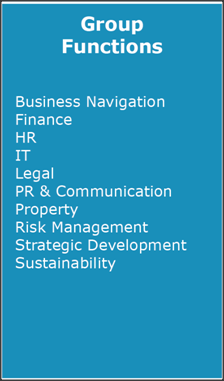 Group
Functions
Business Navigation
Finance
HR
IT
Legal
PR & Communication
Property
Risk Management
Strategic Development
Sustainability